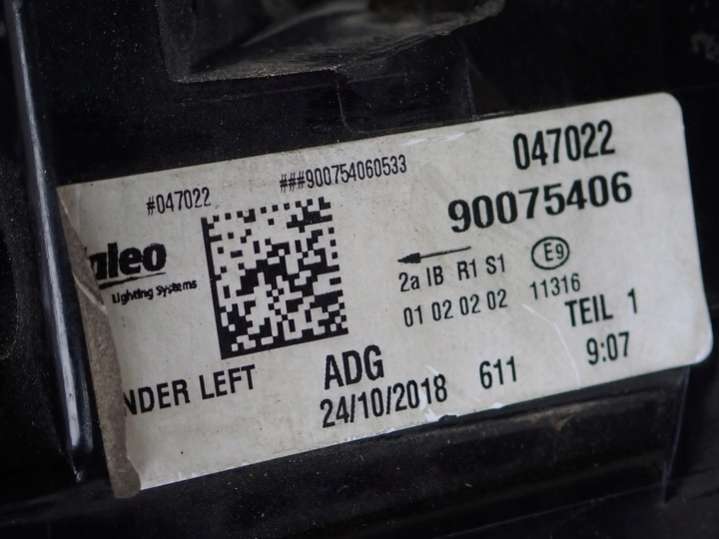 #047022 ###900754060533 047022
90075406
aleo
Lighting Systems
2a IB R1 S1 E9
01 02 02 02 11316
TEIL 1
NDER LEFT ADG
24/10/2018 611 9:07